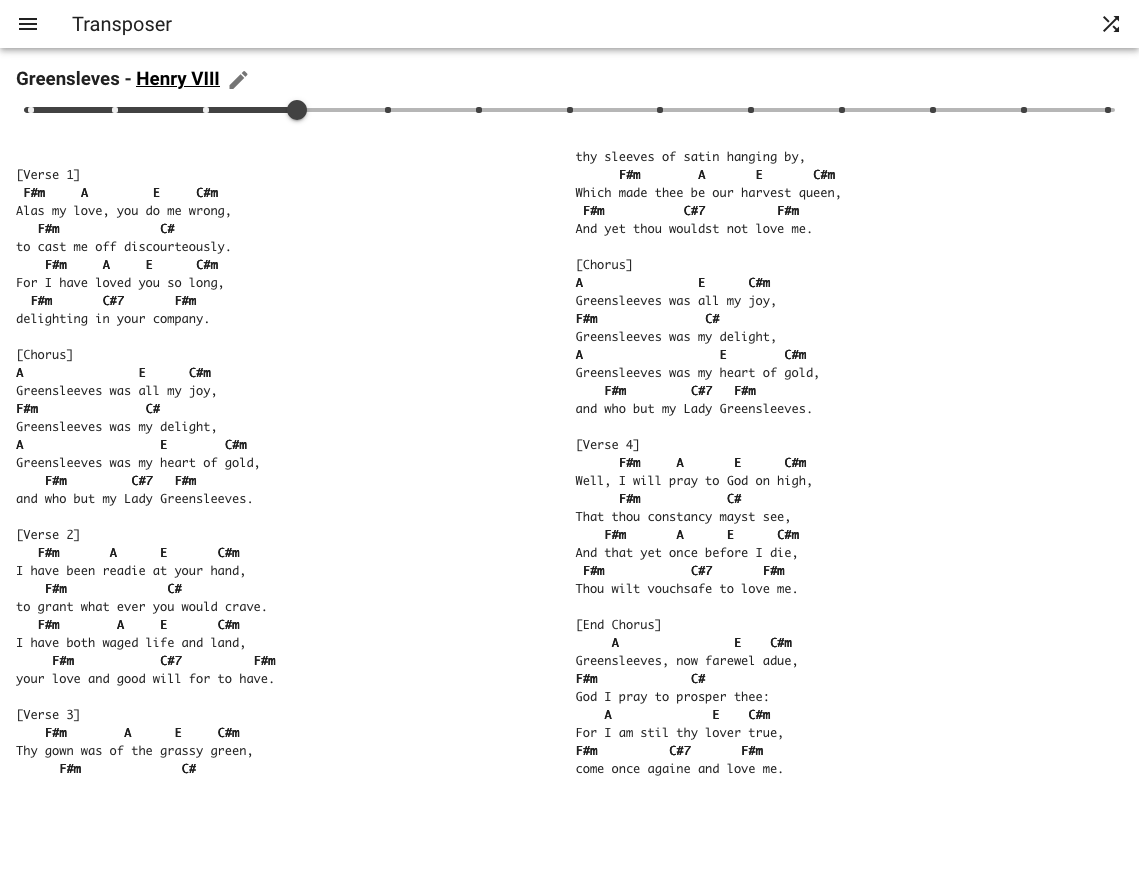 Transposer
Greensleves - Henry VIII
[Verse 1]
 F#m     A         E     C#m
Alas my love, you do me wrong,
   F#m              C#
to cast me off discourteously.
    F#m     A     E      C#m
For I have loved you so long,
  F#m       C#7       F#m
delighting in your company.
[Chorus]
A                E      C#m
Greensleeves was all my joy,
F#m               C#
Greensleeves was my delight,
A                   E        C#m
Greensleeves was my heart of gold,
    F#m         C#7   F#m
and who but my Lady Greensleeves.
[Verse 2]
   F#m       A      E       C#m
I have been readie at your hand,
    F#m              C#
to grant what ever you would crave.
   F#m        A     E       C#m
I have both waged life and land,
     F#m            C#7          F#m
your love and good will for to have.
[Verse 3]
    F#m        A      E     C#m
Thy gown was of the grassy green,
      F#m              C#
thy sleeves of satin hanging by,
      F#m        A       E       C#m
Which made thee be our harvest queen,
 F#m           C#7          F#m
And yet thou wouldst not love me.
[Chorus]
A                E      C#m
Greensleeves was all my joy,
F#m               C#
Greensleeves was my delight,
A                   E        C#m
Greensleeves was my heart of gold,
    F#m         C#7   F#m
and who but my Lady Greensleeves.
[Verse 4]
      F#m     A       E      C#m
Well, I will pray to God on high,
      F#m            C#
That thou constancy mayst see,
    F#m       A      E      C#m
And that yet once before I die,
 F#m            C#7       F#m
Thou wilt vouchsafe to love me.
[End Chorus]
     A                E    C#m
Greensleeves, now farewel adue,
F#m             C#
God I pray to prosper thee:
    A              E    C#m
For I am stil thy lover true,
F#m          C#7       F#m
come once againe and love me.